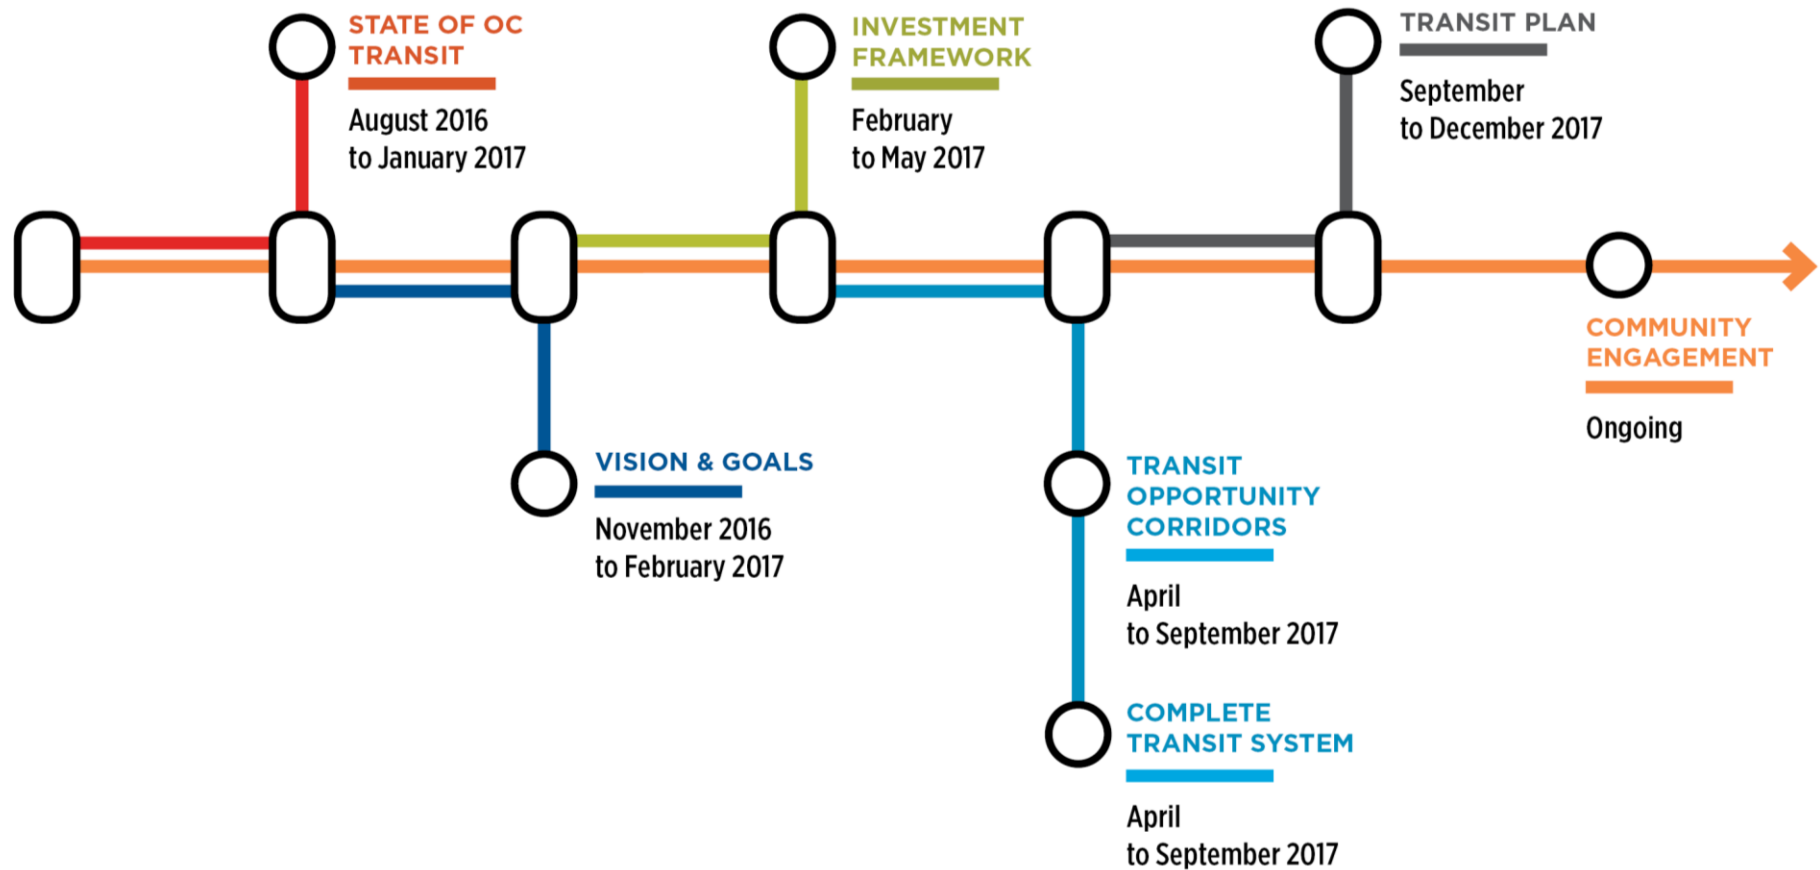 STATE OF OC
TRANSIT
August 2016
to January 2017
INVESTMENT
FRAMEWORK
February
to May 2017
TRANSIT PLAN
September
to December 2017
COMMUNITY
ENGAGEMENT
Ongoing
VISION & GOALS
November 2016
to February 2017
TRANSIT
OPPORTUNITY
CORRIDORS
April
to September 2017
COMPLETE
TRANSIT SYSTEM
April
to September 2017